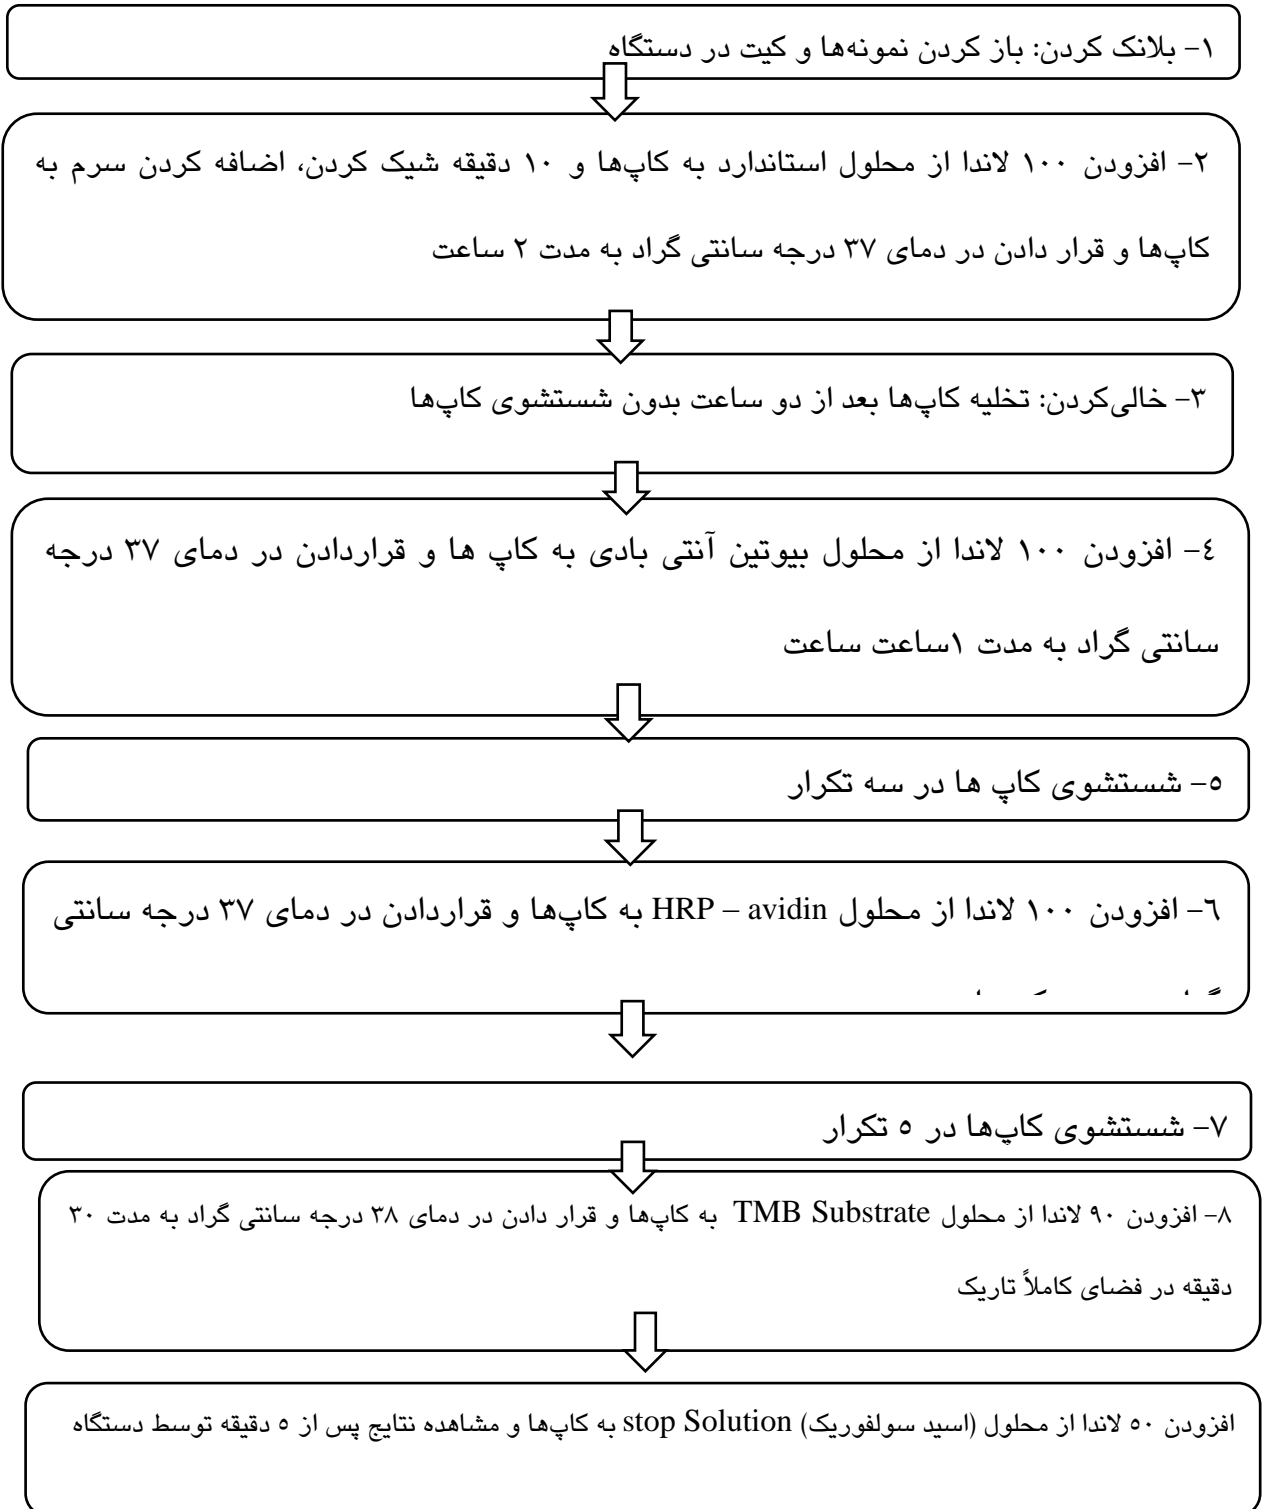 ۱- بلانک کردن: باز کردن نمونه‌ها و کیت در دستگاه
۲- افزودن ۱۰۰ لاندا از محلول استاندارد به کاپ‌ها و ۱۰ دقیقه شیک کردن، اضافه کردن سرم به
کاپ‌ها و قرار دادن در دمای ۳۷ درجه سانتی گراد به مدت ۲ ساعت
۳- خالی‌کردن: تخلیه کاپ‌ها بعد از دو ساعت بدون شستشوی کاپ‌ها
٤- افزودن ۱۰۰ لاندا از محلول بیوتین آنتی بادی به کاپ ها و قراردادن در دمای ۳۷ درجه
سانتی گراد به مدت ۱ساعت ساعت
٥- شستشوی کاپ ها در سه تکرار
٦- افزودن ۱۰۰ لاندا از محلول HRP – avidin به کاپ‌ها و قراردادن در دمای ۳۷ درجه سانتی
۷- شستشوی کاپ‌ها در ٥ تکرار
۸- افزودن ۹۰ لاندا از محلول TMB Substrate به کاپ‌ها و قرار دادن در دمای ۳۸ درجه سانتی گراد به مدت ۳۰
دقیقه در فضای کاملاً تاریک
افزودن ٥۰ لاندا از محلول (اسید سولفوریک) stop Solution به کاپ‌ها و مشاهده نتایج پس از ٥ دقیقه توسط دستگاه